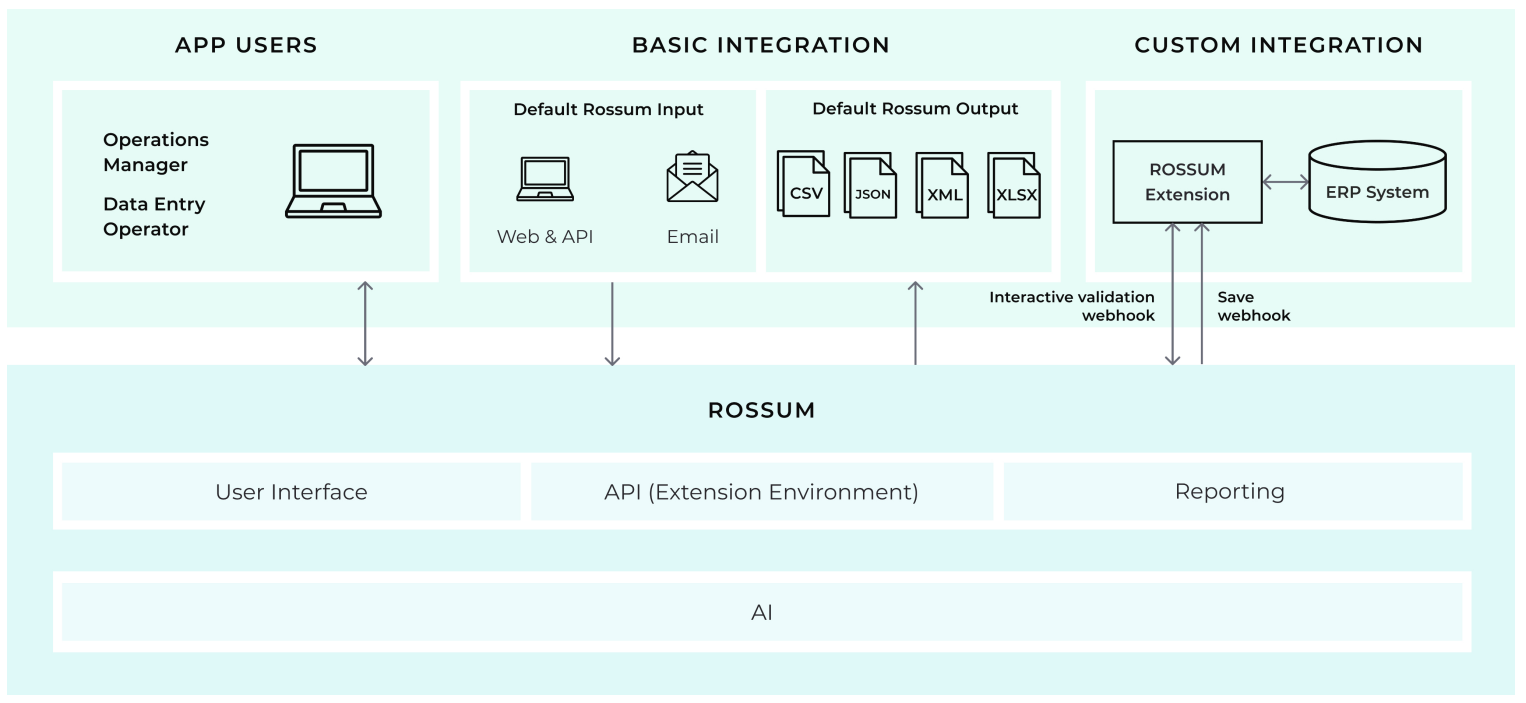 APP USERS
BASIC INTEGRATION
CUSTOM INTEGRATION
Operations
Manager
Data Entry
Operator
Default Rossum Input
Web & API
Email
Default Rossum Output
CSV
JSON
XML
XLSX
ROSSUM
Extension
ERP System
Interactive validation
webhook
Save
webhook
ROSSUM
User Interface
API (Extension Environment)
Reporting
AI